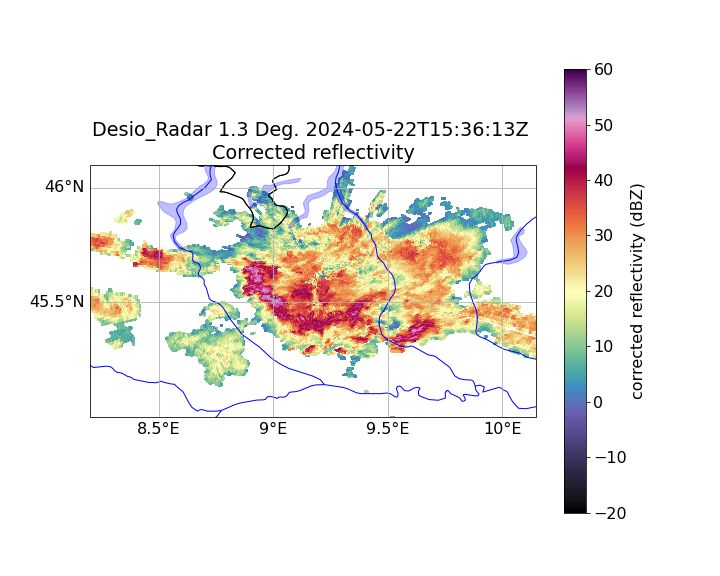 Desio_Radar 1.3 Deg. 2024-05-22T15:36:13Z
Corrected reflectivity
46°N
45.5°N
8.5°E
9°E
9.5°E
10°E
60
50
40
30
20
10
0
−10
−20
corrected reflectivity (dBZ)